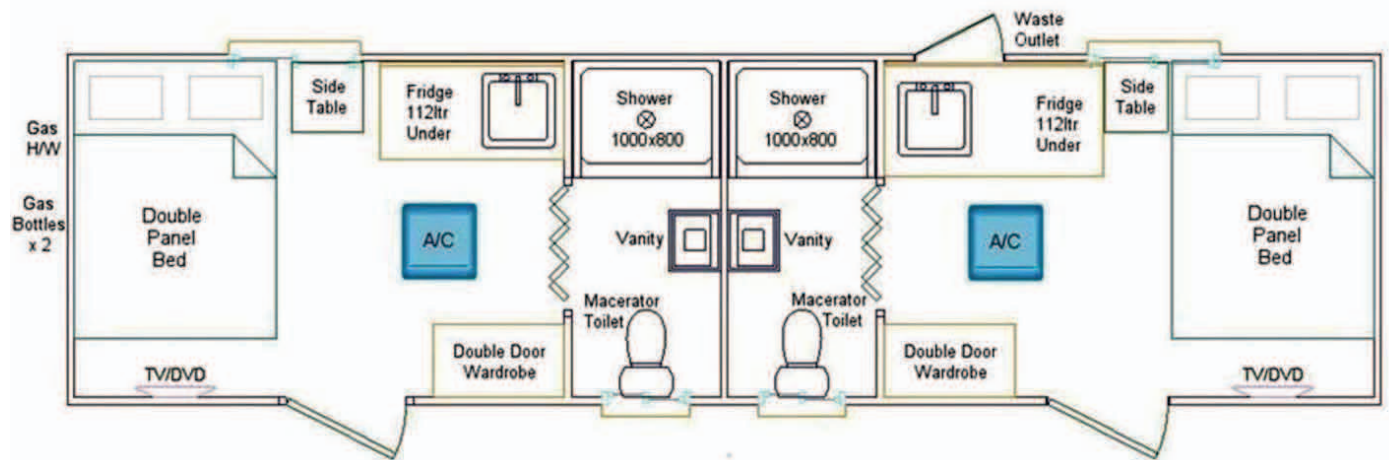 Waste
Outlet
Side
Table
Fridge
112ltr
Under
Shower
1000x800
Shower
1000x800
Fridge
112ltr
Under
Side
Table
Gas
H/W
Gas
Bottles
x 2
Double
Panel
Bed
A/C
Vanity
Vanity
A/C
Double
Panel
Bed
Macerator
Toilet
Macerator
Toilet
Double Door
Wardrobe
Double Door
Wardrobe
TV/DVD
TV/DVD